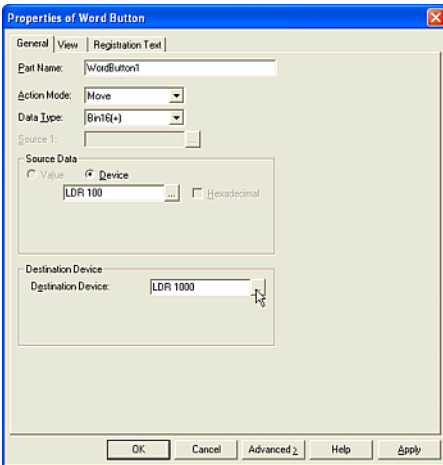 Properties of Word Button
General View Registration Text
Part Name: WordButton1
Action Mode: Move
Data Type: Bin16(+)
Source 1: ...
Source Data
Value Device
LDR 100 ... Hexadecimal
Destination Device
Destination Device: LDR 1000
OK Cancel Advanced > Help Apply